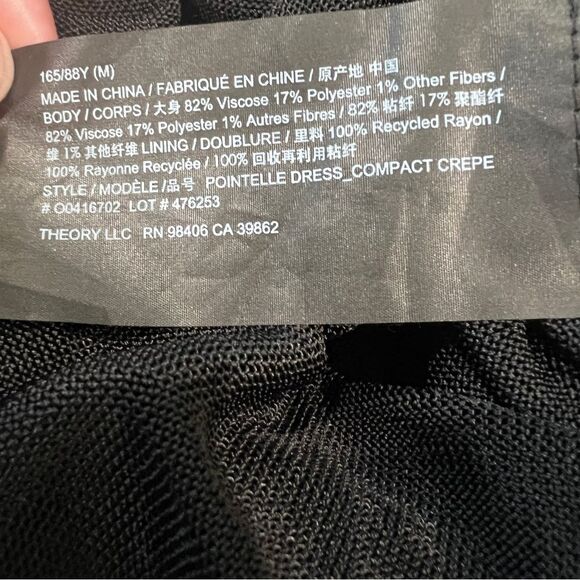 165/88Y (M)
MADE IN CHINA / FABRIQUÉ EN CHINE / 原产地 中国
BODY / CORPS / 大身 82% Viscose 17% Polyester 1% Other Fibers /
82% Viscose 17% Polyester 1% Autres Fibres / 82% 粘纤 17% 聚酯纤
维 1% 其他纤维 LINING / DOUBLURE / 里料 100% Recycled Rayon /
100% Rayonne Recyclée / 100% 回收再利用粘纤
STYLE / MODÈLE /品号 POINTELLE DRESS_COMPACT CREPE
# O0416702 LOT # 476253
THEORY LLC RN 98406 CA 39862